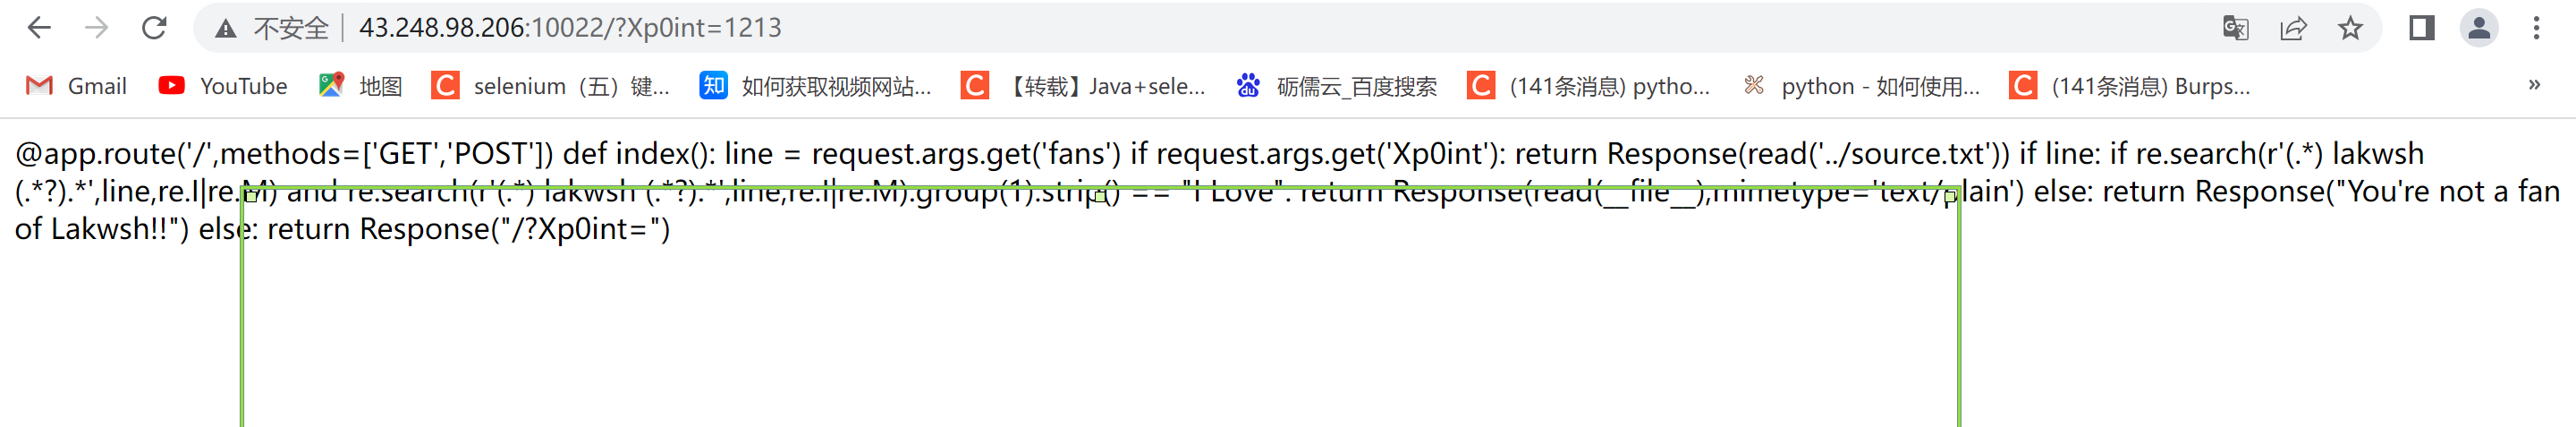 不安全 43.248.98.206:10022/?Xp0int=1213
Gmail YouTube 地图 selenium（五）键... 知 如何获取视频网站... 【转载】Java+sele... 砺儒云_百度搜索 (141条消息) pytho... python - 如何使用... (141条消息) Burps... »
@app.route('/',methods=['GET','POST']) def index(): line = request.args.get('fans') if request.args.get('Xp0int'): return Response(read('../source.txt')) if line: if re.search(r'(.*) lakwsh
(.*?).*',line,re.I|re.M) and re.search(r'(.*) lakwsh (.*?).*',line,re.I|re.M).group(1).strip() == "I Love": return Response(read(__file__),mimetype='text/plain') else: return Response("You're not a fan
of Lakwsh!!") else: return Response("/?Xp0int=")